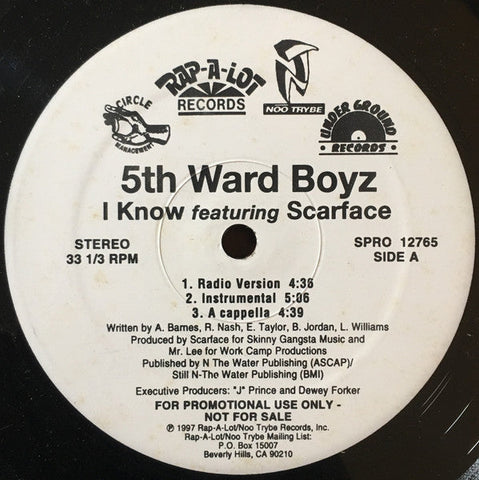 CIRCLE
MANAGEMENT
RAP-A-LOT
RECORDS
NOO TRYBE
UNDER GROUND
RECORDS
5th Ward Boyz
I Know featuring Scarface
STEREO
33 1/3 RPM
SPRO 12765
SIDE A
1. Radio Version 4:36
2. Instrumental 5:06
3. A cappella 4:39
Written by A. Barnes, R. Nash, E. Taylor, B. Jordan, L. Williams
Produced by Scarface for Skinny Gangsta Music and
Mr. Lee for Work Camp Productions
Published by N The Water Publishing (ASCAP)/
Still N-The Water Publishing (BMI)
Executive Producers: "J" Prince and Dewey Forker
FOR PROMOTIONAL USE ONLY -
NOT FOR SALE
℗ 1997 Rap-A-Lot/Noo Trybe Records, Inc.
Rap-A-Lot/Noo Trybe Mailing List:
P.O. Box 15007
Beverly Hills, CA 90210